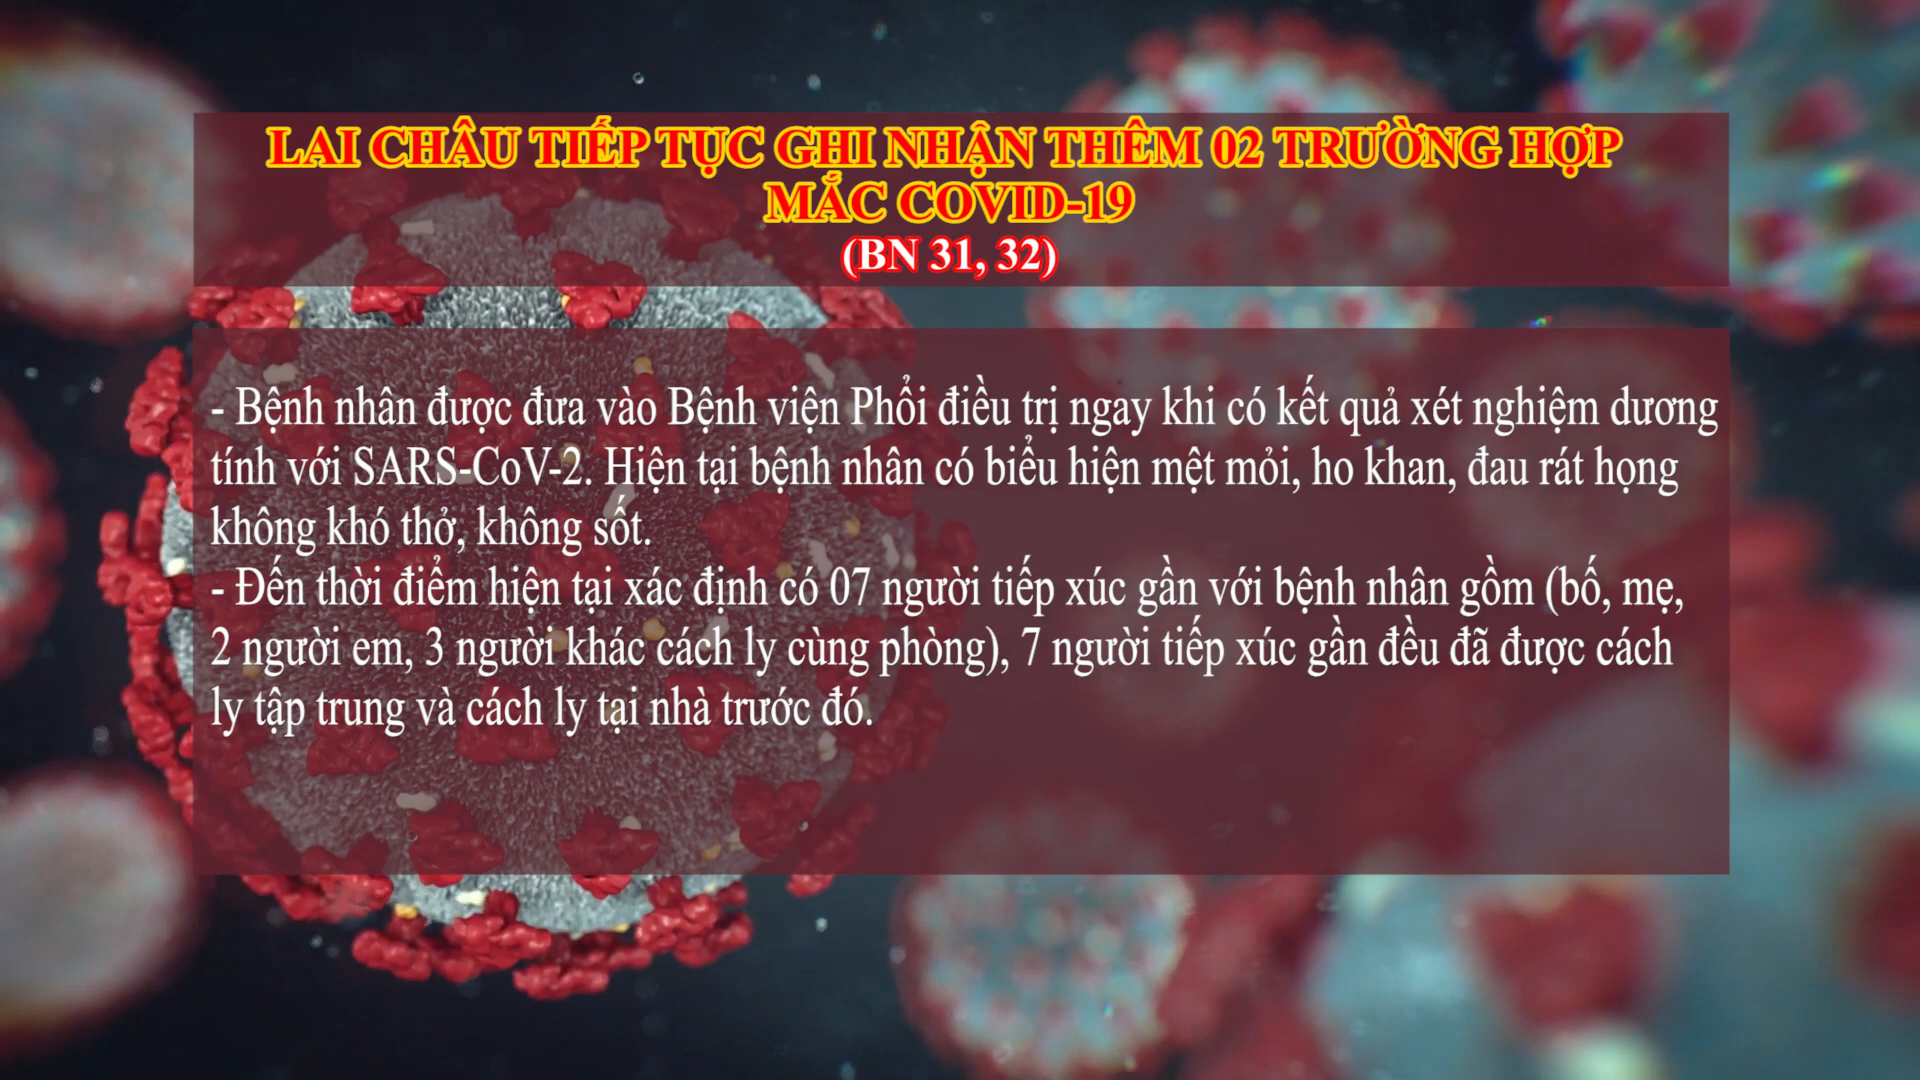 LAI CHÂU TIẾP TỤC GHI NHẬN THÊM 02 TRƯỜNG HỢP
MẮC COVID-19
(BN 31, 32)
- Bệnh nhân được đưa vào Bệnh viện Phổi điều trị ngay khi có kết quả xét nghiệm dương
tính với SARS-CoV-2. Hiện tại bệnh nhân có biểu hiện mệt mỏi, ho khan, đau rát họng
không khó thở, không sốt.
- Đến thời điểm hiện tại xác định có 07 người tiếp xúc gần với bệnh nhân gồm (bố, mẹ,
2 người em, 3 người khác cách ly cùng phòng), 7 người tiếp xúc gần đều đã được cách
ly tập trung và cách ly tại nhà trước đó.